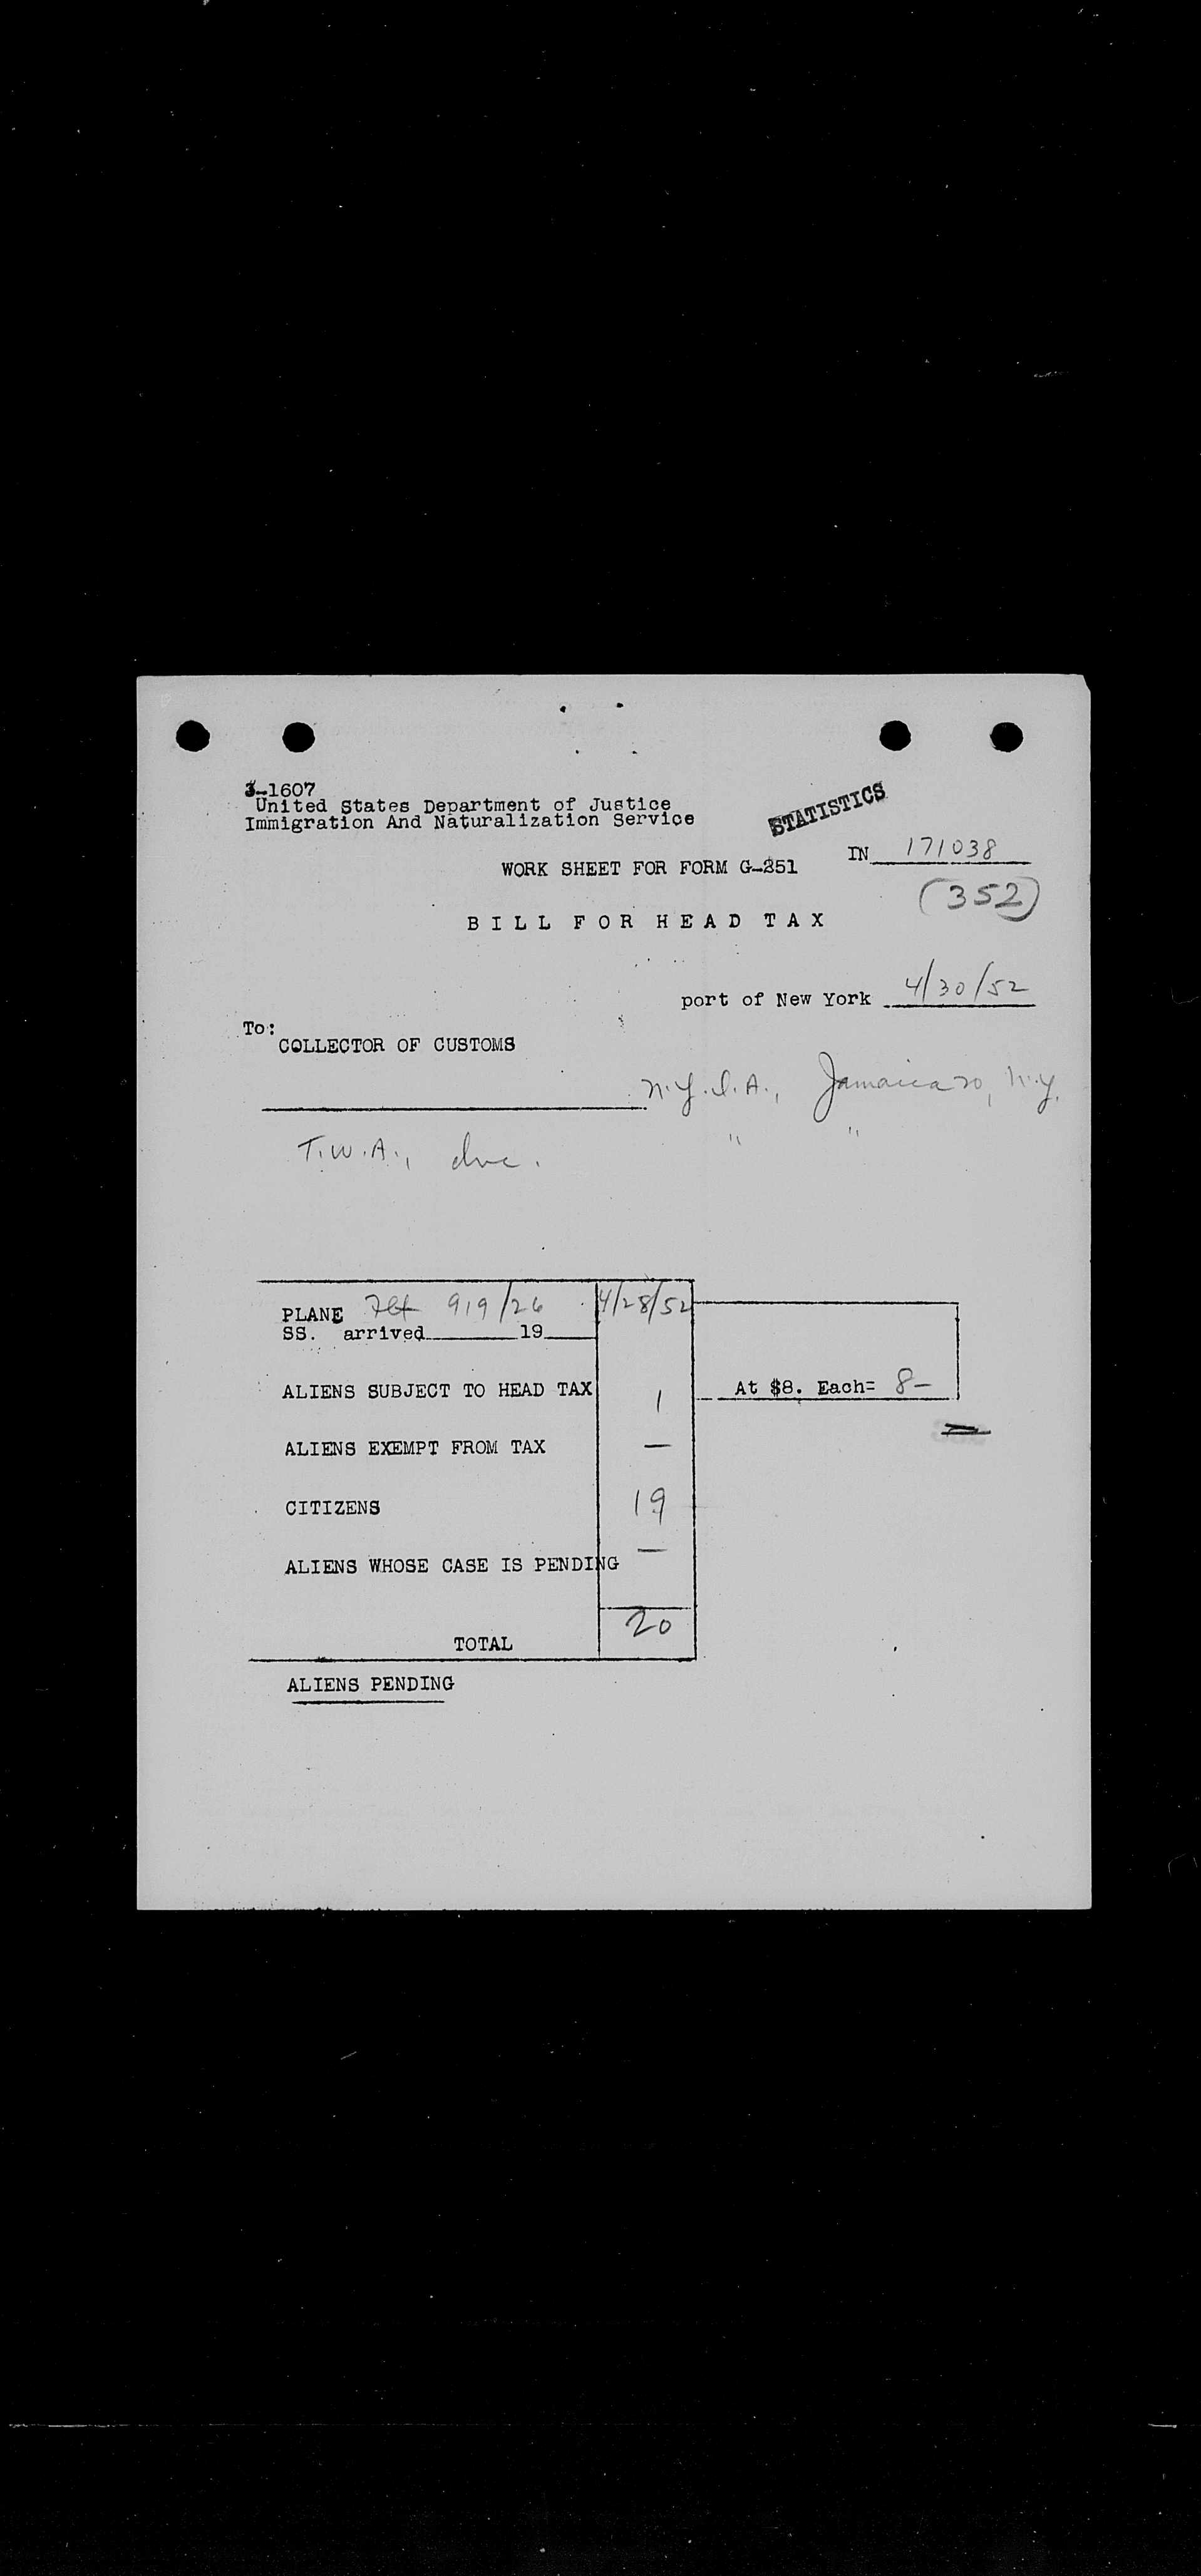 3-1607
United States Department of Justice
Immigration And Naturalization Service
STATISTICS
IN 171038
WORK SHEET FOR FORM G-251
(352)
BILL FOR HEAD TAX
port of New York 4/30/52
To:
COLLECTOR OF CUSTOMS
N.Y.I.A., Jamaica 20, N.Y.
T.W.A., Inc. " "
PLANE Flt 919/26 4/28/52
SS. arrived 19
ALIENS SUBJECT TO HEAD TAX 1 At $8. Each= 8—
ALIENS EXEMPT FROM TAX —
CITIZENS 19
ALIENS WHOSE CASE IS PENDING —
TOTAL 20
ALIENS PENDING